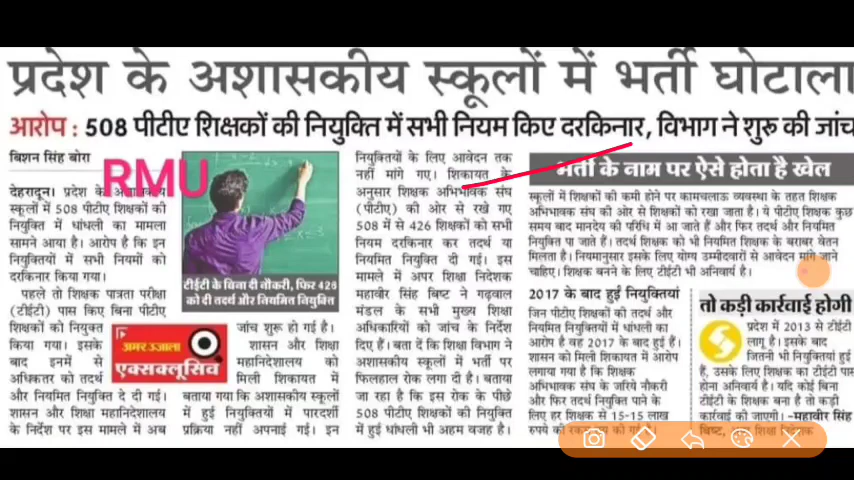 प्रदेश के अशासकीय स्कूलों में भर्ती घोटाला
आरोप : 508 पीटीए शिक्षकों की नियुक्ति में सभी नियम किए दरकिनार, विभाग ने शुरू की जांच
बिशन सिंह बोरा
RMU
देहरादून। प्रदेश के अशासकीय
स्कूलों में 508 पीटीए शिक्षकों की
नियुक्ति में धांधली का मामला
सामने आया है। आरोप है कि इन
नियुक्तियों में सभी नियमों को
दरकिनार किया गया।
पहले तो शिक्षक पात्रता परीक्षा
(टीईटी) पास किए बिना पीटीए
शिक्षकों को नियुक्त
किया गया। इसके
बाद इनमें से
अधिकतर को तदर्थ
और नियमित नियुक्ति दे दी गई।
शासन और शिक्षा महानिदेशालय
के निर्देश पर इस मामले में अब
टीईटी के बिना दी नौकरी, फिर 426
को दी तदर्थ और नियमित नियुक्ति
अमर उजाला
एक्सक्लूसिव
जांच शुरू हो गई है।
शासन और शिक्षा
महानिदेशालय को
मिली शिकायत में
बताया गया कि अशासकीय स्कूलों
में हुई नियुक्तियों में पारदर्शी
प्रक्रिया नहीं अपनाई गई। इन
नियुक्तियों के लिए आवेदन तक
नहीं मांगे गए। शिकायत के
अनुसार शिक्षक अभिभावक संघ
(पीटीए) की ओर से रखे गए
508 में से 426 शिक्षकों को सभी
नियम दरकिनार कर तदर्थ या
नियमित नियुक्ति दी गई। इस
मामले में अपर शिक्षा निदेशक
महावीर सिंह बिष्ट ने गढ़वाल
मंडल के सभी मुख्य शिक्षा
अधिकारियों को जांच के निर्देश
दिए हैं। बता दें कि शिक्षा विभाग ने
अशासकीय स्कूलों में भर्ती पर
फिलहाल रोक लगा दी है। बताया
जा रहा है कि इस रोक के पीछे
508 पीटीए शिक्षकों की नियुक्ति
में हुई धांधली भी अहम वजह है।
भर्ती के नाम पर ऐसे होता है खेल
स्कूलों में शिक्षकों की कमी होने पर कामचलाऊ व्यवस्था के तहत शिक्षक
अभिभावक संघ की ओर से शिक्षकों को रखा जाता है। ये पीटीए शिक्षक कुछ
समय बाद मानदेय की परिधि में आ जाते हैं और फिर तदर्थ और नियमित
नियुक्ति पा जाते हैं। तदर्थ शिक्षक को भी नियमित शिक्षक के बराबर वेतन
मिलता है। नियमानुसार इसके लिए योग्य उम्मीदवारों से आवेदन मांगे जाने
चाहिए। शिक्षक बनने के लिए टीईटी भी अनिवार्य है।
2017 के बाद हुईं नियुक्तियां
जिन पीटीए शिक्षकों को तदर्थ और
नियमित नियुक्तियों में धांधली का
आरोप है वह 2017 के बाद हुई हैं।
शासन को मिली शिकायत में आरोप
लगाया गया है कि शिक्षक
अभिभावक संघ के जरिये नौकरी
और फिर तदर्थ नियुक्ति पाने के
लिए हर शिक्षक से 15-15 लाख
रुपये की
तो कड़ी कार्रवाई होगी
प्रदेश में 2013 से टीईटी
लागू है। इसके बाद
जितनी भी नियुक्तियां हुई
हैं, उसके लिए शिक्षक का टीईटी पास
होना अनिवार्य है। यदि कोई बिना
टीईटी के शिक्षक बना है तो कड़ी
कार्रवाई की जाएगी। -महावीर सिंह
बिष्ट, अपर शिक्षा निदेशक